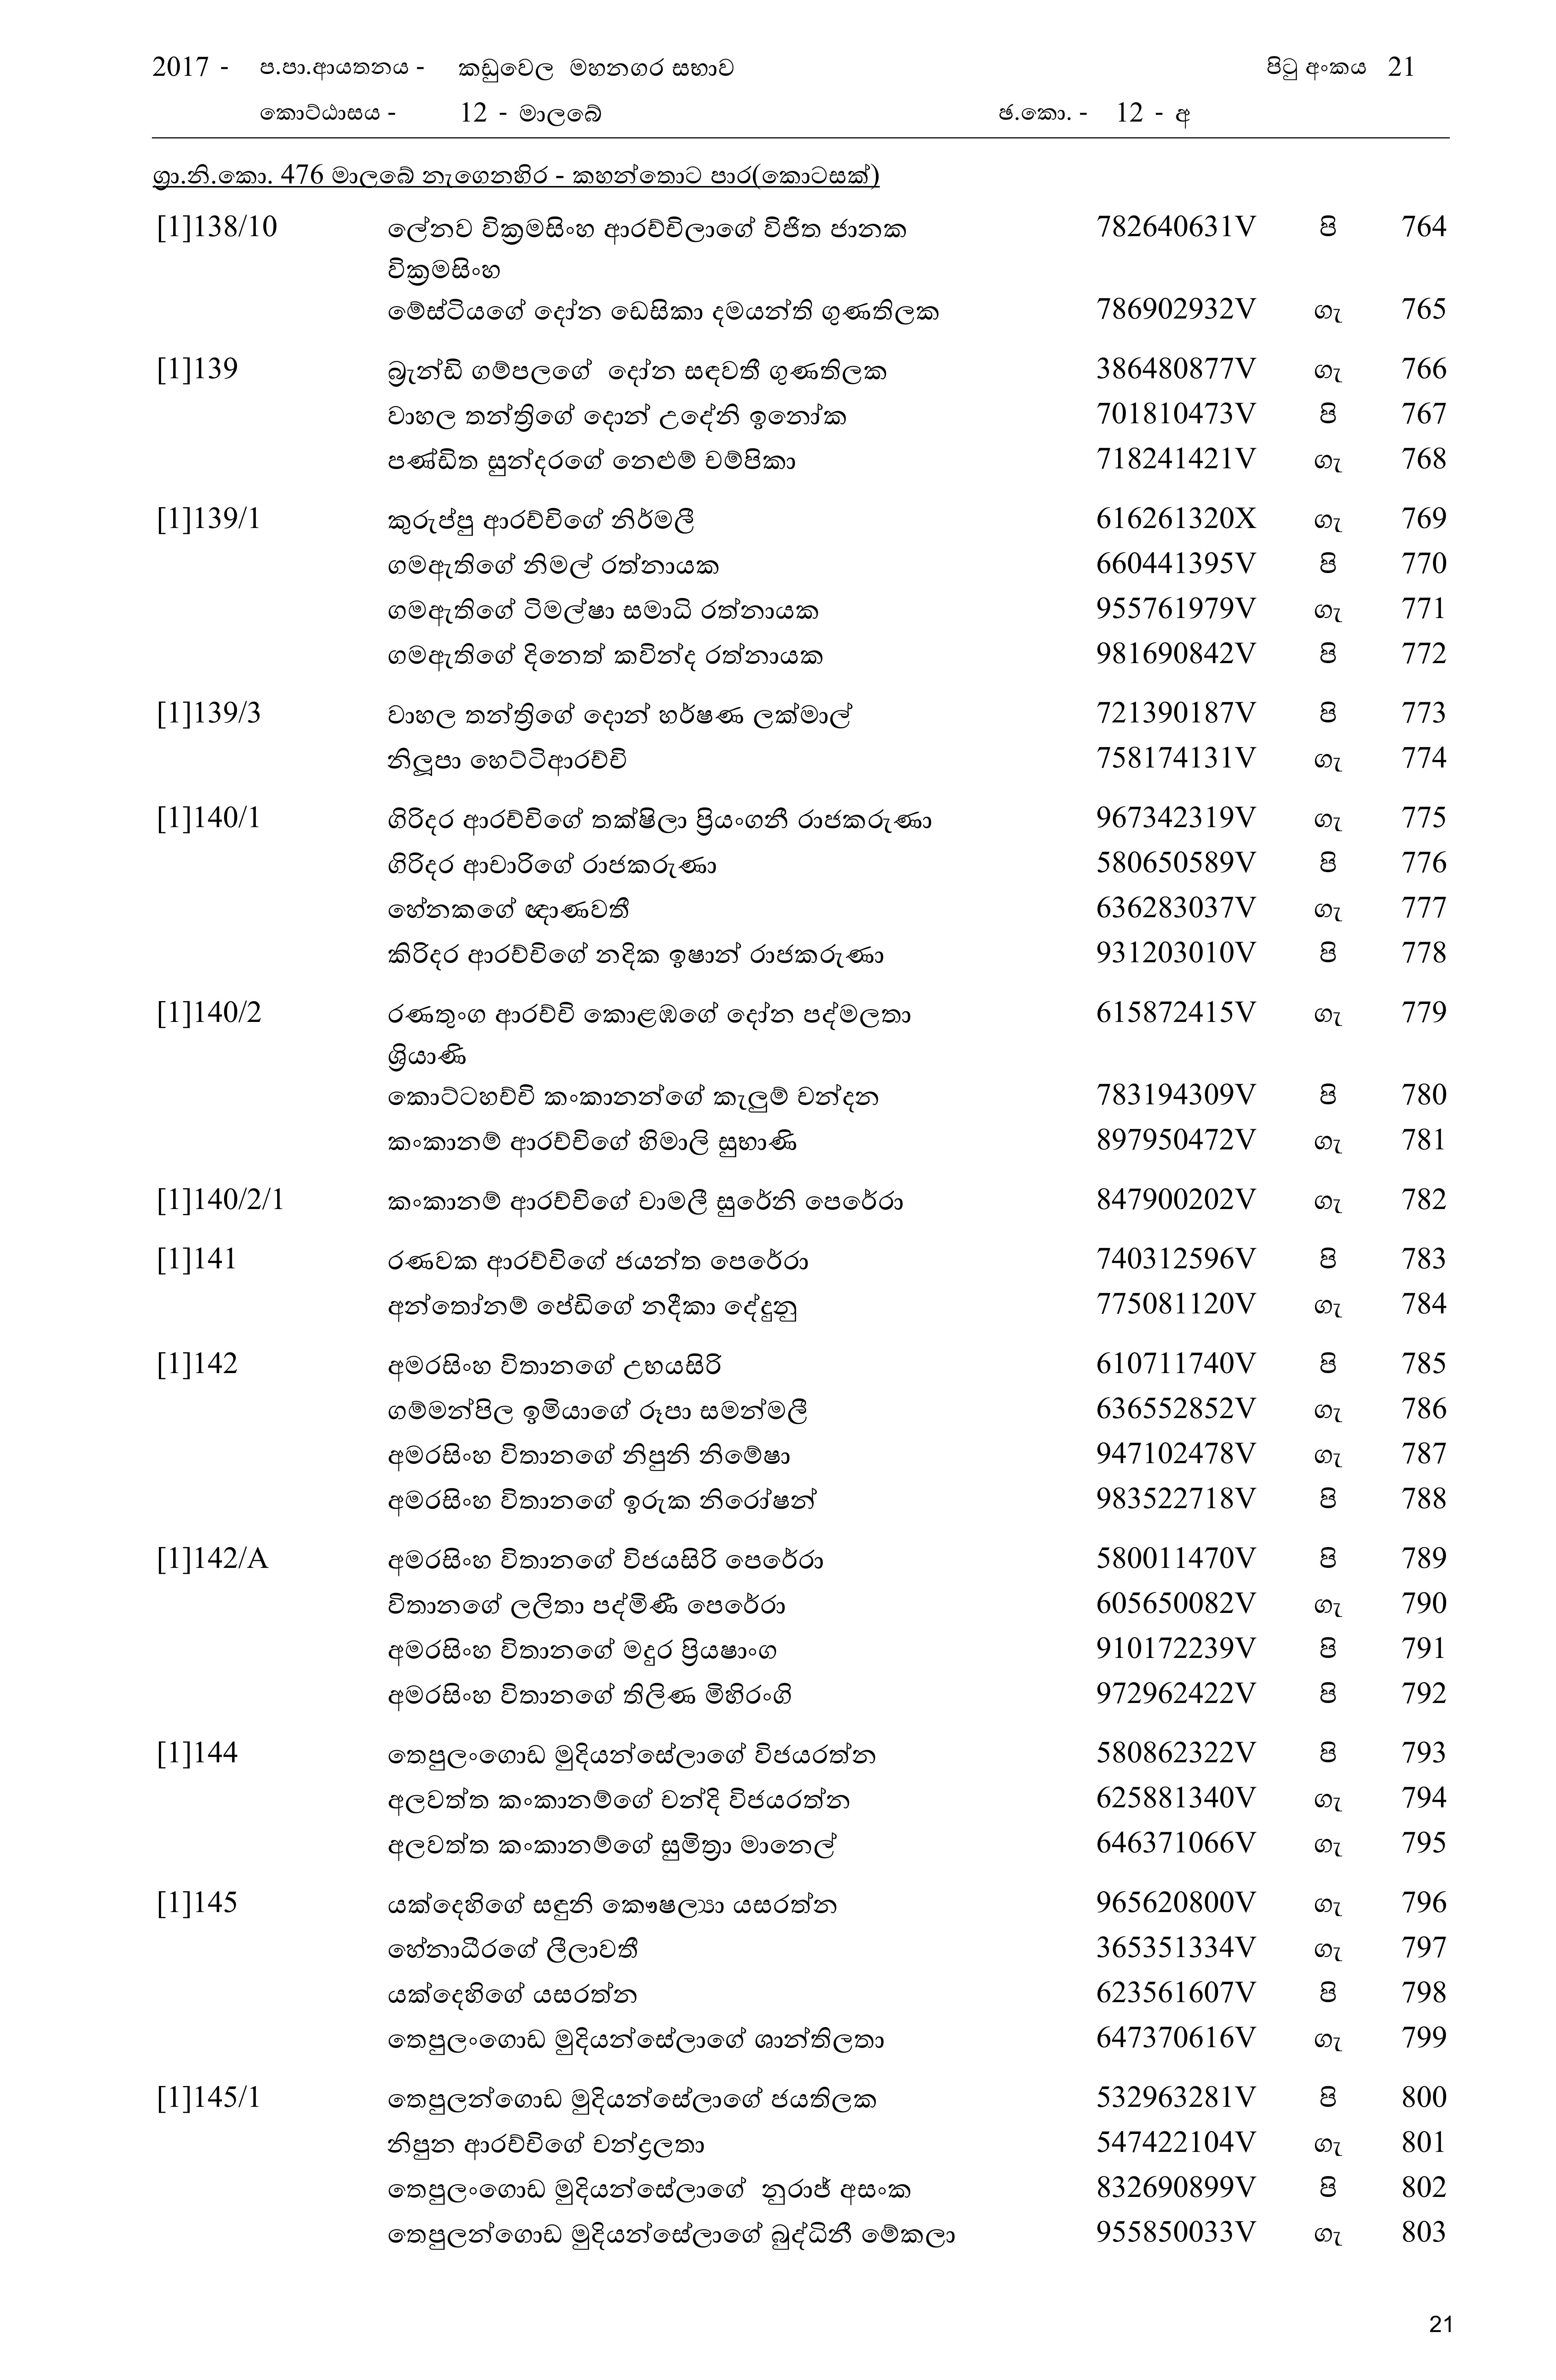 2017 - ප.පා.ආයතනය - කඩුවෙල මහනගර සභාව පිටු අංකය 21
කොට්ඨාසය - 12 - මාලබේ ඡ.කො. - 12 - අ
ග්‍රා.නි.කො. 476 මාලබේ නැගෙනහිර - කහන්තොට පාර(කොටසක්)
[1]138/10 ලේනව වික්‍රමසිංහ ආරච්චිලාගේ විජිත ජානක 782640631V පි 764
වික්‍රමසිංහ
මේස්ටියගේ දෝන ඩෙසිකා දමයන්ති ගුණතිලක 786902932V ගැ 765
[1]139 බ්‍රැන්ඩි ගම්පලගේ දෝන සඳවතී ගුණතිලක 386480877V ගැ 766
වාහල තන්ත්‍රිගේ දොන් උදේනි ඉනෝක 701810473V පි 767
පණ්ඩිත සුන්දරගේ නෙළුම් චම්පිකා 718241421V ගැ 768
[1]139/1 කුරුප්පු ආරච්චිගේ නිර්මලී 616261320X ගැ 769
ගමඇතිගේ නිමල් රත්නායක 660441395V පි 770
ගමඇතිගේ ටිමල්ෂා සමාධි රත්නායක 955761979V ගැ 771
ගමඇතිගේ දිනෙත් කවින්ද රත්නායක 981690842V පි 772
[1]139/3 වාහල තන්ත්‍රිගේ දොන් හර්ෂණ ලක්මාල් 721390187V පි 773
නිලූපා හෙට්ටිආරච්චි 758174131V ගැ 774
[1]140/1 ගිරිදර ආරච්චිගේ තක්ෂිලා ප්‍රියංගනී රාජකරුණා 967342319V ගැ 775
ගිරිදර ආචාරිගේ රාජකරුණා 580650589V පි 776
හේනකගේ ඥාණවතී 636283037V ගැ 777
කිරිදර ආරච්චිගේ නදික ඉෂාන් රාජකරුණා 931203010V පි 778
[1]140/2 රණතුංග ආරච්චි කොළඹගේ දෝන පද්මලතා 615872415V ගැ 779
ශ්‍රියාණි
කොට්ටහච්චි කංකානන්ගේ කැලුම් චන්දන 783194309V පි 780
කංකානම් ආරච්චිගේ හිමාලි සුභාණි 897950472V ගැ 781
[1]140/2/1 කංකානම් ආරච්චිගේ චාමලී සුරේනි පෙරේරා 847900202V ගැ 782
[1]141 රණවක ආරච්චිගේ ජයන්ත පෙරේරා 740312596V පි 783
අන්තෝනම් පේඩිගේ නදීකා දේදුනු 775081120V ගැ 784
[1]142 අමරසිංහ විතානගේ උභයසිරි 610711740V පි 785
ගම්මන්පිල ඉමියාගේ රූපා සමන්මලී 636552852V ගැ 786
අමරසිංහ විතානගේ නිපුනි නිමේෂා 947102478V ගැ 787
අමරසිංහ විතානගේ ඉරුක නිරෝෂන් 983522718V පි 788
[1]142/A අමරසිංහ විතානගේ විජයසිරි පෙරේරා 580011470V පි 789
විතානගේ ලලිතා පද්මිණී පෙරේරා 605650082V ගැ 790
අමරසිංහ විතානගේ මදුර ප්‍රියෂාංග 910172239V පි 791
අමරසිංහ විතානගේ තිලිණ මිහිරංගි 972962422V පි 792
[1]144 තෙපුලංගොඩ මුදියන්සේලාගේ විජයරත්න 580862322V පි 793
අලවත්ත කංකානම්ගේ චන්දි විජයරත්න 625881340V ගැ 794
අලවත්ත කංකානම්ගේ සුමිත්‍රා මානෙල් 646371066V ගැ 795
[1]145 යක්දෙහිගේ සඳුනි කෞෂල්‍යා යසරත්න 965620800V ගැ 796
හේනාධීරගේ ලීලාවතී 365351334V ගැ 797
යක්දෙහිගේ යසරත්න 623561607V පි 798
තෙපුලංගොඩ මුදියන්සේලාගේ ශාන්තිලතා 647370616V ගැ 799
[1]145/1 තෙපුලන්ගොඩ මුදියන්සේලාගේ ජයතිලක 532963281V පි 800
නිපුන ආරච්චිගේ චන්ද්‍රලතා 547422104V ගැ 801
තෙපුලංගොඩ මුදියන්සේලාගේ නුරාජ් අසංක 832690899V පි 802
තෙපුලන්ගොඩ මුදියන්සේලාගේ බුද්ධිනී මේකලා 955850033V ගැ 803
21